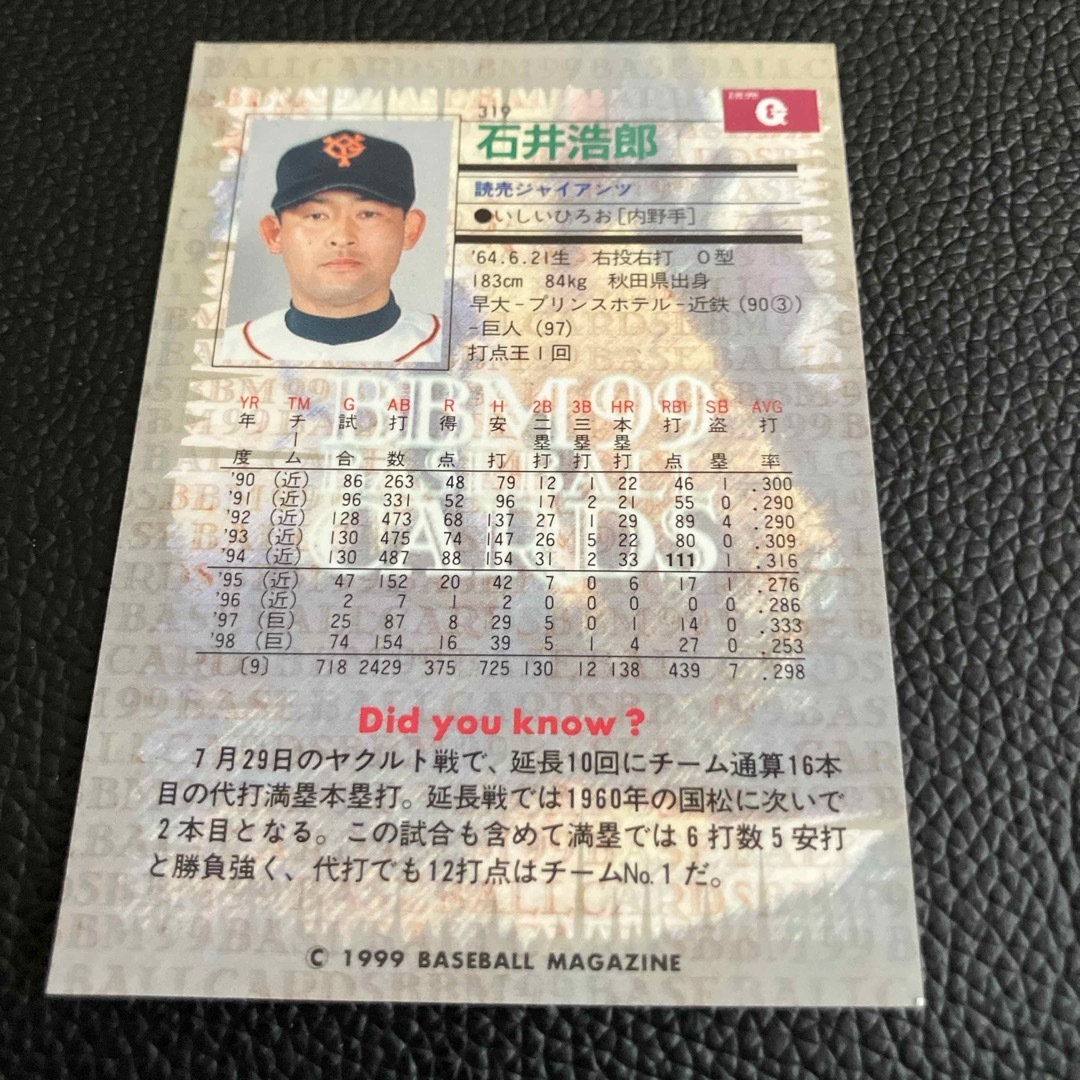 319
石井浩郎
読売ジャイアンツ
●いしいひろお[内野手]
'64.6.21生 右投右打 O型
183cm 84kg 秋田県出身
早大-プリンスホテル-近鉄(90③)
-巨人(97)
打点王1回
YR TM G AB R H 2B 3B HR RBI SB AVG
年度 チーム 試合 打数 得点 安打 二塁打 三塁打 本塁打 打点 盗塁 打率
'90 (近) 86 263 48 79 12 1 22 46 1 .300
'91 (近) 96 331 52 96 17 2 21 55 0 .290
'92 (近) 128 473 68 137 27 1 29 89 4 .290
'93 (近) 130 475 74 147 26 5 22 80 0 .309
'94 (近) 130 487 88 154 31 2 33 111 1 .316
'95 (近) 47 152 20 42 7 0 6 17 1 .276
'96 (近) 2 7 1 2 0 0 0 0 0 .286
'97 (巨) 25 87 8 29 5 0 1 14 0 .333
'98 (巨) 74 154 16 39 5 1 4 27 0 .253
(9) 718 2429 375 725 130 12 138 439 7 .298
BBM99
BASEBALL
CARDS
Did you know?
7月29日のヤクルト戦で、延長10回にチーム通算16本
目の代打満塁本塁打。延長戦では1960年の国松に次いで
2本目となる。この試合も含めて満塁では6打数5安打
と勝負強く、代打でも12打点はチームNo.1だ。
© 1999 BASEBALL MAGAZINE